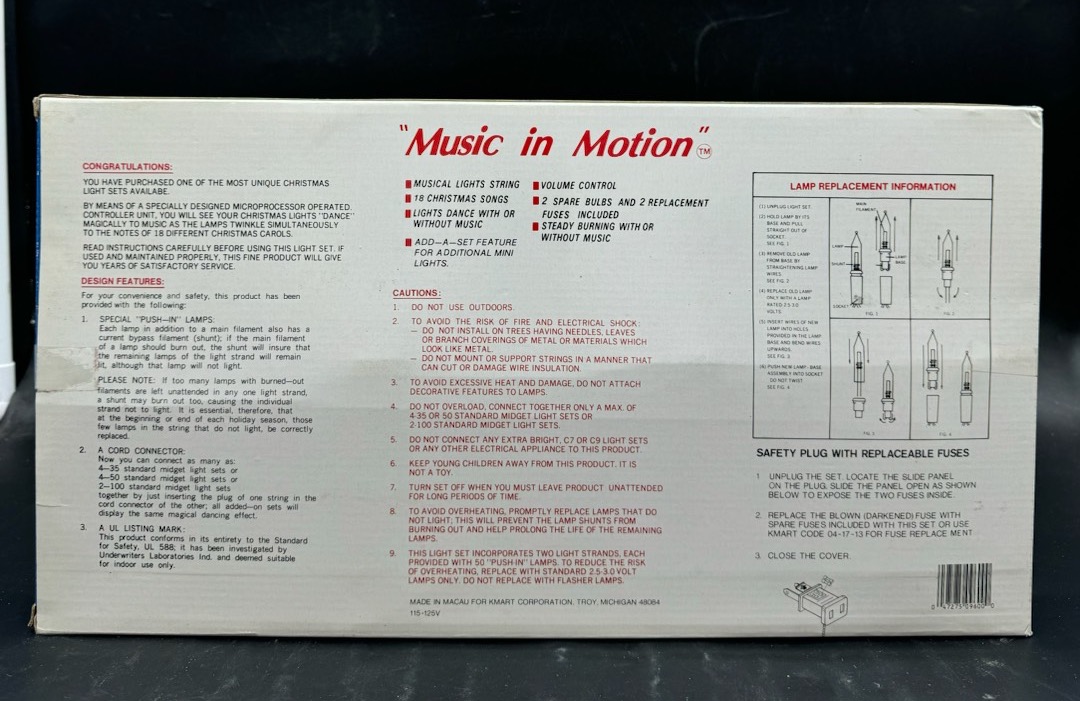 "Music in Motion" TM
CONGRATULATIONS:
YOU HAVE PURCHASED ONE OF THE MOST UNIQUE CHRISTMAS
LIGHT SETS AVAILABE.
BY MEANS OF A SPECIALLY DESIGNED MICROPROCESOR OPERATED.
CONTROLLER UNIT, YOU WILL SEE YOUR CHRISTMAS LIGHTS "DANCE"
MAGICALLY TO MUSIC AS THE LAMPS TWINKLE SIMULTANEOUSLY
TO THE NOTES OF 18 DIFFERENT CHRISTMAS CAROLS.
READ INSTRUCTIONS CAREFULLY BEFORE USING THIS LIGHT SET. IF
USED AND MAINTAINED PROPERLY, THIS FINE PRODUCT WILL GIVE
YOU YEARS OF SATISFACTORY SERVICE.
DESIGN FEATURES:
For your convenience and safety, this product has been
provided with the following:
1. SPECIAL "PUSH-IN" LAMPS:
Each lamp in addition to a main filament also has a
current bypass filament (shunt); if the main filament
of a lamp should burn out, the shunt will insure that
the remaining lamps of the light strand will remain
lit, although that lamp will not light.
PLEASE NOTE: If too many lamps with burned-out
filaments are left unattended in any one light strand,
a shunt may burn out too, causing the individual
strand not to light. It is essential, therefore, that
at the beginning or end of each holiday season, those
few lamps in the string that do not light, be correctly
replaced.
2. A CORD CONNECTOR:
Now you can connect as many as:
4-35 standard midget light sets or
4-50 standard midget light sets or
2-100 standard midget light sets
together by just inserting the plug of one string in the
cord connector of the other; all added-on sets will
display the same magical dancing effect.
3. A UL LISTING MARK:
This product conforms in its entirety to the Standard
for Safety, UL 588; it has been investigated by
Underwriters Laboratories Ind. and deemed suitable
for indoor use only.
MUSICAL LIGHTS STRING
18 CHRISTMAS SONGS
LIGHTS DANCE WITH OR
WITHOUT MUSIC
ADD-A-SET FEATURE
FOR ADDITIONAL MINI
LIGHTS.
VOLUME CONTROL
2 SPARE BULBS AND 2 REPLACEMENT
FUSES INCLUDED
STEADY BURNING WITH OR
WITHOUT MUSIC
CAUTIONS:
1. DO NOT USE OUTDOORS.
2. TO AVOID THE RISK OF FIRE AND ELECTRICAL SHOCK:
- DO NOT INSTALL ON TREES HAVING NEEDLES, LEAVES
OR BRANCH COVERINGS OF METAL OR MATERIALS WHICH
LOOK LIKE METAL.
- DO NOT MOUNT OR SUPPORT STRINGS IN A MANNER THAT
CAN CUT OR DAMAGE WIRE INSULATION.
3. TO AVOID EXCESSIVE HEAT AND DAMAGE, DO NOT ATTACH
DECORATIVE FEATURES TO LAMPS.
4. DO NOT OVERLOAD, CONNECT TOGETHER ONLY A MAX. OF
4-35 OR 50 STANDARD MIDGET LIGHT SETS OR
2-100 STANDARD MIDGET LIGHT SETS.
5. DO NOT CONNECT ANY EXTRA BRIGHT, C7 OR C9 LIGHT SETS
OR ANY OTHER ELECTRICAL APPLIANCE TO THIS PRODUCT.
6. KEEP YOUNG CHILDREN AWAY FROM THIS PRODUCT. IT IS
NOT A TOY.
7. TURN SET OFF WHEN YOU MUST LEAVE PRODUCT UNATTENDED
FOR LONG PERIODS OF TIME.
8. TO AVOID OVERHEATING, PROMPTLY REPLACE LAMPS THAT DO
NOT LIGHT; THIS WILL PREVENT THE LAMP SHUNTS FROM
BURNING OUT AND HELP PROLONG THE LIFE OF THE REMAINING
LAMPS.
9. THIS LIGHT SET INCORPORATES TWO LIGHT STRANDS, EACH
PROVIDED WITH 50 "PUSH-IN" LAMPS. TO REDUCE THE RISK
OF OVERHEATING, REPLACE WITH STANDARD 2.5-3.0 VOLT
LAMPS ONLY. DO NOT REPLACE WITH FLASHER LAMPS.
MADE IN MACAU FOR KMART CORPORATION, TROY, MICHIGAN 48084
115-125V
LAMP REPLACEMENT INFORMATION
(1) UNPLUG LIGHT SET.
(2) HOLD LAMP BY ITS
BASE AND PULL
STRAIGHT OUT OF
SOCKET.
SEE FIG. 1
(3) REMOVE OLD LAMP
FROM BASE BY
STRAIGHTENING LAMP
WIRES.
SEE FIG. 2
(4) REPLACE OLD LAMP
ONLY WITH A LAMP
RATED 2.5-3.0
VOLTS
(5) INSERT WIRES OF NEW
LAMP INTO HOLES
PROVIDED IN THE LAMP
BASE AND BEND WIRES
UPWARDS.
SEE FIG. 3
(6) PUSH NEW LAMP-BASE
ASSEMBLY INTO SOCKET
DO NOT TWIST.
SEE FIG. 4
MAIN
FILAMENT
LAMP
SHUNT
LAMP
BASE
SOCKET
FIG. 1
FIG. 2
FIG. 3
FIG. 4
SAFETY PLUG WITH REPLACEABLE FUSES
1 UNPLUG THE SET. LOCATE THE SLIDE PANEL
ON THE PLUG. SLIDE THE PANEL OPEN AS SHOWN
BELOW TO EXPOSE THE TWO FUSES INSIDE.
2. REPLACE THE BLOWN (DARKENED) FUSE WITH
SPARE FUSES INCLUDED WITH THIS SET OR USE
KMART CODE 04-17-13 FOR FUSE REPLACE MENT
3. CLOSE THE COVER.
0 47275 09600 0